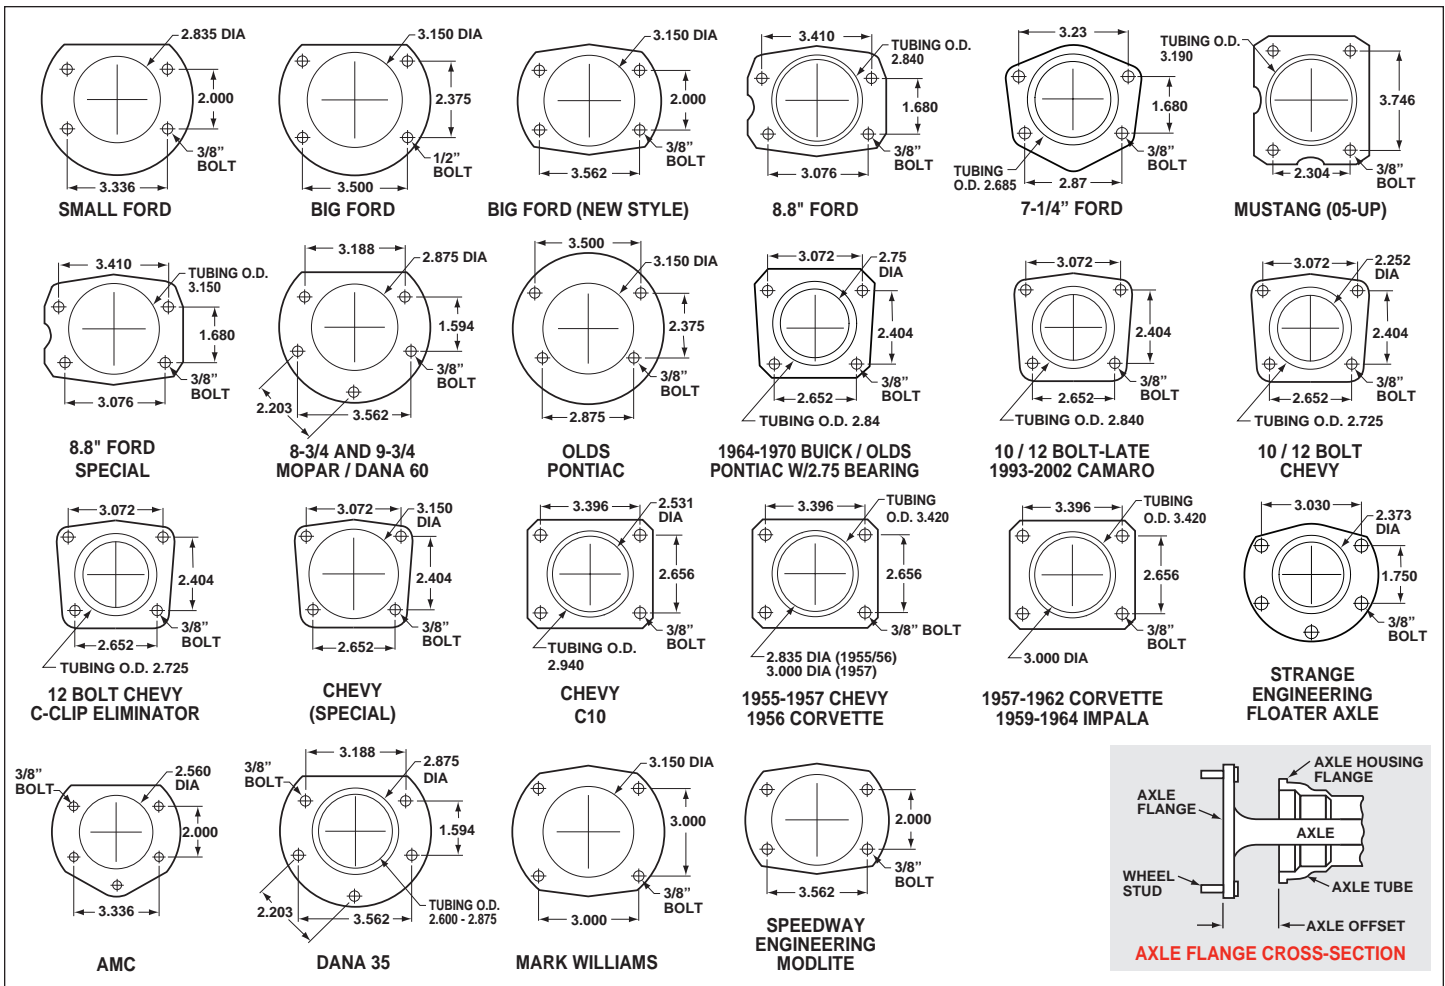 2.835 DIA
2.000
3/8”
BOLT
3.336
SMALL FORD
3.150 DIA
2.375
1/2”
BOLT
3.500
BIG FORD
3.150 DIA
2.000
3/8”
BOLT
3.562
BIG FORD (NEW STYLE)
3.410
TUBING O.D.
2.840
1.680
3/8”
BOLT
3.076
8.8" FORD
3.23
1.680
TUBING
O.D. 2.685
3/8”
BOLT
2.87
7-1/4” FORD
TUBING O.D.
3.190
3.746
2.304
3/8”
BOLT
MUSTANG (05-UP)
3.410
TUBING O.D.
3.150
1.680
3/8”
BOLT
3.076
8.8" FORD
SPECIAL
3.188
2.875 DIA
1.594
3/8”
BOLT
2.203
3.562
8-3/4 AND 9-3/4
MOPAR / DANA 60
3.500
3.150 DIA
2.375
3/8”
BOLT
2.875
OLDS
PONTIAC
3.072
2.75
DIA
2.404
3/8”
BOLT
2.652
TUBING O.D. 2.84
1964-1970 BUICK / OLDS
PONTIAC W/2.75 BEARING
3.072
2.404
3/8”
BOLT
2.652
TUBING O.D. 2.840
10 / 12 BOLT-LATE
1993-2002 CAMARO
3.072
2.252
DIA
2.404
3/8”
BOLT
2.652
TUBING O.D. 2.725
10 / 12 BOLT
CHEVY
3.072
2.404
3/8”
BOLT
2.652
TUBING O.D. 2.725
12 BOLT CHEVY
C-CLIP ELIMINATOR
3.072
3.150
DIA
2.404
3/8”
BOLT
2.652
CHEVY
(SPECIAL)
3.396
2.531
DIA
2.656
3/8”
BOLT
TUBING O.D.
2.940
CHEVY
C10
3.396
TUBING
O.D. 3.420
2.656
3/8” BOLT
2.835 DIA (1955/56)
3.000 DIA (1957)
1955-1957 CHEVY
1956 CORVETTE
3.396
TUBING
O.D. 3.420
2.656
3/8”
BOLT
3.000 DIA
1957-1962 CORVETTE
1959-1964 IMPALA
3.030
2.373
DIA
1.750
3/8”
BOLT
STRANGE
ENGINEERING
FLOATER AXLE
3/8”
BOLT
2.560
DIA
2.000
3.336
AMC
3/8”
BOLT
3.188
2.875
DIA
1.594
2.203
3.562
TUBING O.D.
2.600 - 2.875
DANA 35
3.150 DIA
3.000
3/8”
BOLT
3.000
MARK WILLIAMS
3.150 DIA
2.000
3/8”
BOLT
3.562
SPEEDWAY
ENGINEERING
MODLITE
AXLE HOUSING
FLANGE
AXLE
FLANGE
AXLE
WHEEL
STUD
AXLE TUBE
AXLE OFFSET
AXLE FLANGE CROSS-SECTION